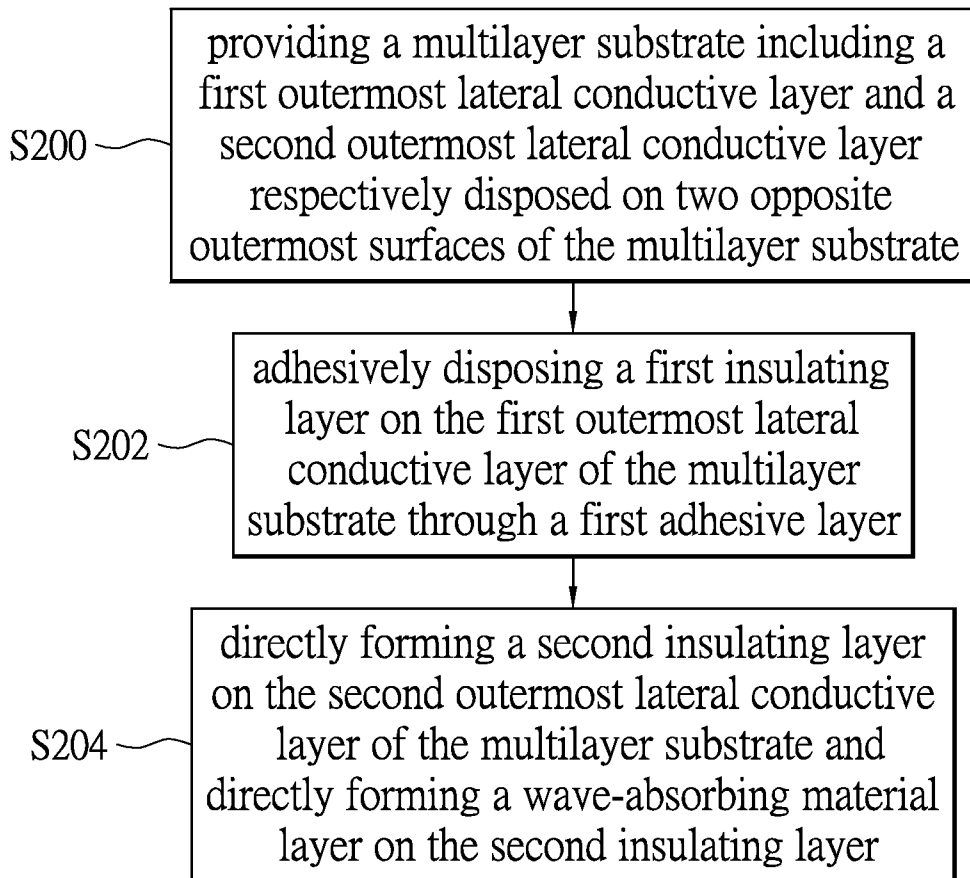 S200
providing a multilayer substrate including a
first outermost lateral conductive layer and a
second outermost lateral conductive layer
respectively disposed on two opposite
outermost surfaces of the multilayer substrate
S202
adhesively disposing a first insulating
layer on the first outermost lateral
conductive layer of the multilayer
substrate through a first adhesive layer
S204
directly forming a second insulating layer
on the second outermost lateral conductive
layer of the multilayer substrate and
directly forming a wave-absorbing material
layer on the second insulating layer